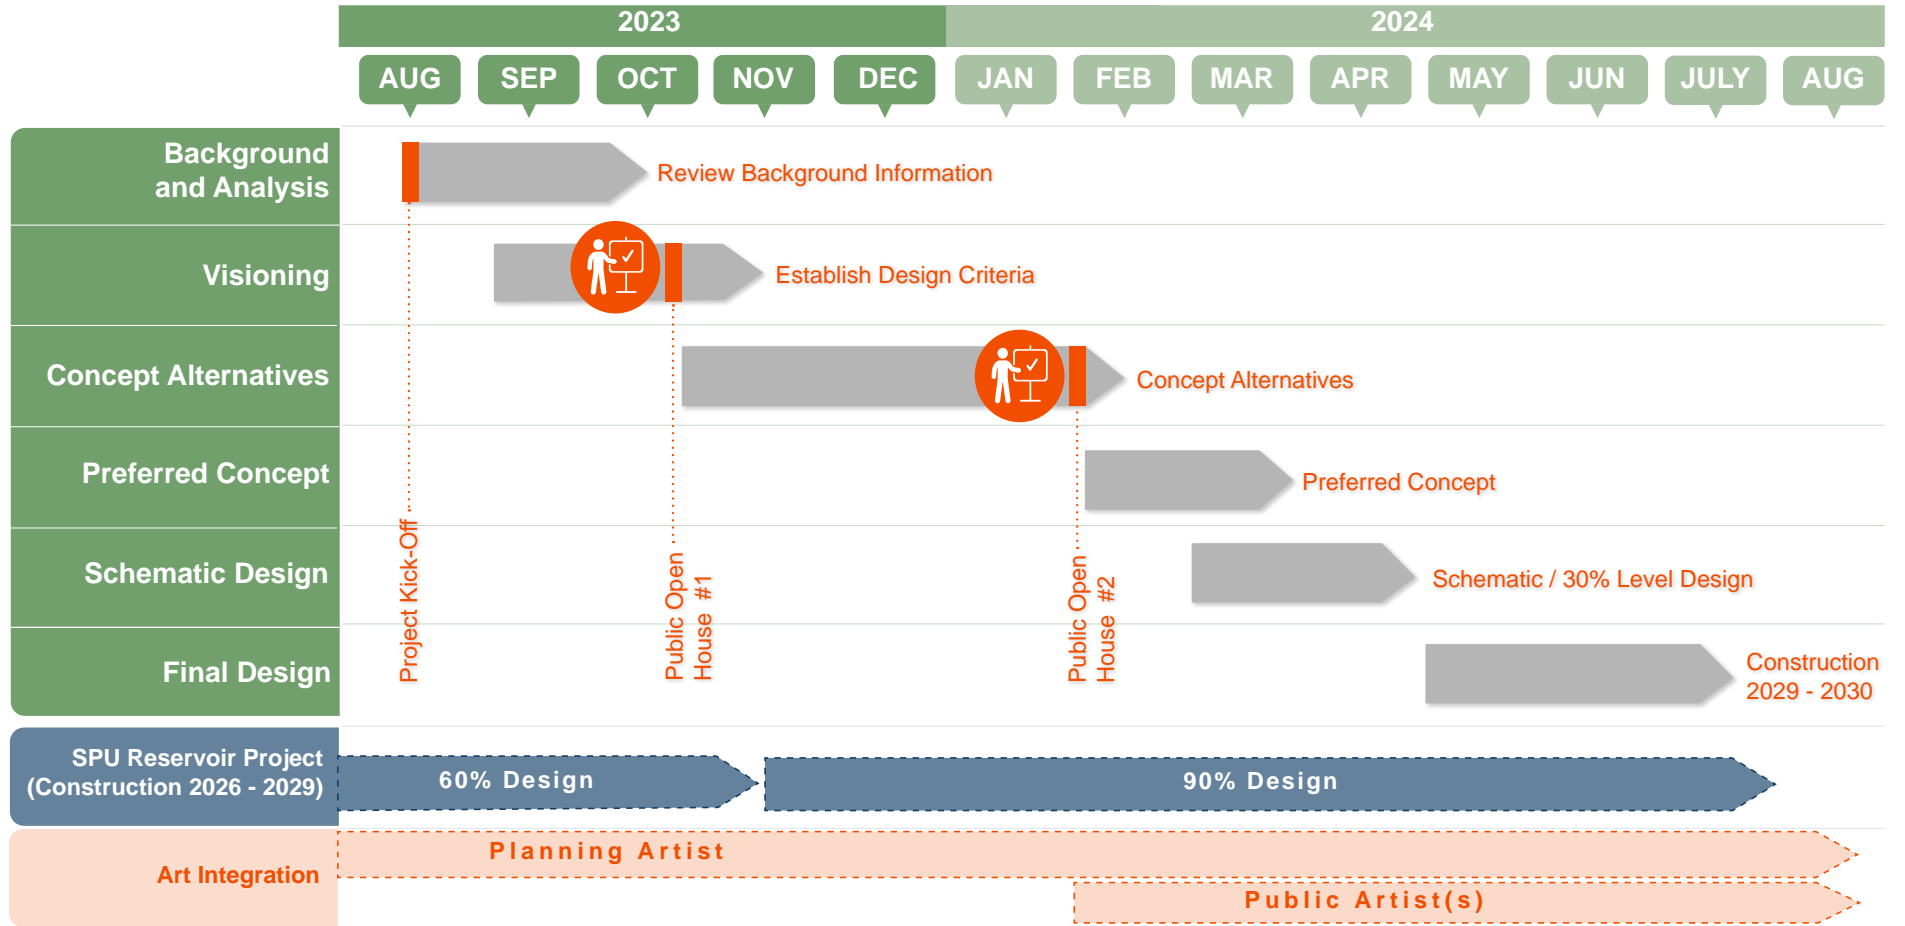 2023
2024
AUG
SEP
OCT
NOV
DEC
JAN
FEB
MAR
APR
MAY
JUN
JULY
AUG
Background
and Analysis
Review Background Information
Visioning
Establish Design Criteria
Concept Alternatives
Concept Alternatives
Preferred Concept
Preferred Concept
Schematic Design
Schematic / 30% Level Design
Final Design
Construction
2029 - 2030
Project Kick-Off
Public Open
House #1
Public Open
House #2
SPU Reservoir Project
(Construction 2026 - 2029)
60% Design
90% Design
Art Integration
Planning Artist
Public Artist(s)